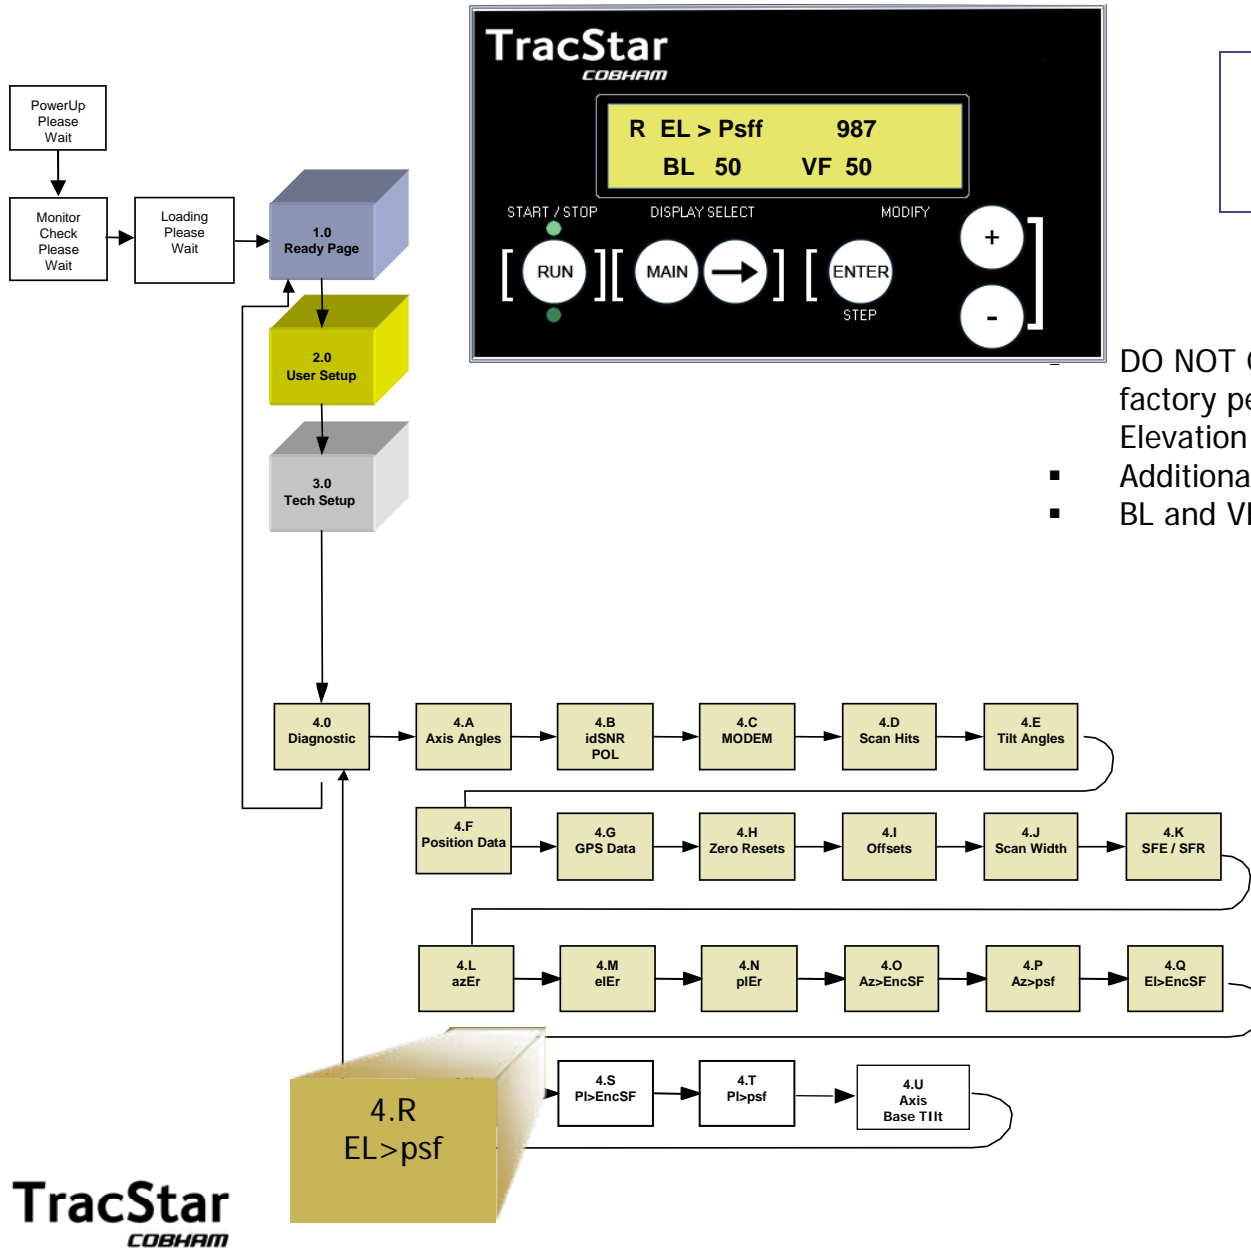 TracStar
COBHAM
R EL > Psff 987
BL 50 VF 50
START / STOP
DISPLAY SELECT
MODIFY
RUN
MAIN
ENTER
STEP
+
-
PowerUp
Please
Wait
Monitor
Check
Please
Wait
Loading
Please
Wait
1.0
Ready Page
2.0
User Setup
3.0
Tech Setup
DO NOT
factory
Elevation
BL and
4.0
Diagnostic
4.A
Axis Angles
4.B
idSNR
POL
4.C
MODEM
4.D
Scan Hits
4.E
Tilt Angles
4.F
Position Data
4.G
GPS Data
4.H
Zero Resets
4.I
Offsets
4.J
Scan Width
4.K
SFE / SFR
4.L
azEr
4.M
elEr
4.N
plEr
4.O
Az>EncSF
4.P
Az>psf
4.Q
El>EncSF
4.R
EL>psf
4.S
Pl>EncSF
4.T
Pl>psf
4.U
Axis
Base TIlt
TracStar
COBHAM